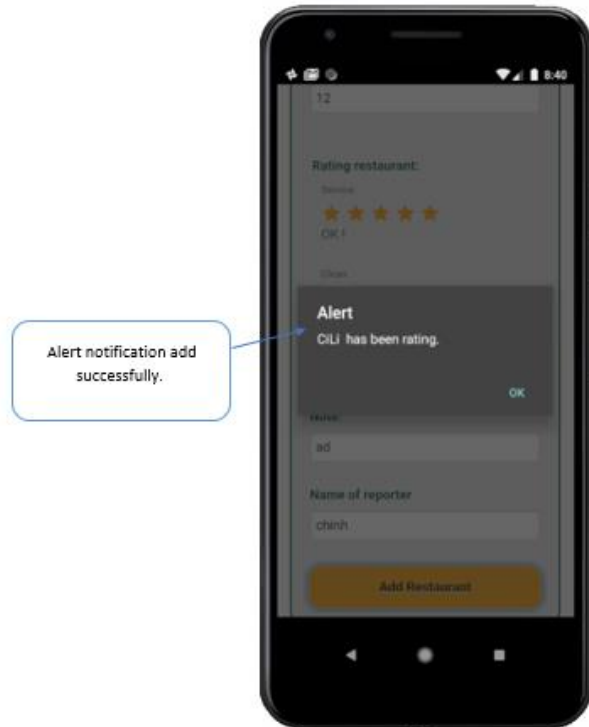 8:40
12
Rating restaurant:
Service
★ ★ ★ ★ ★
OK !
Clean
Alert
CiLi has been rating.
OK
ad
Name of reporter
chinh
Add Restaurant
Alert notification add
successfully.